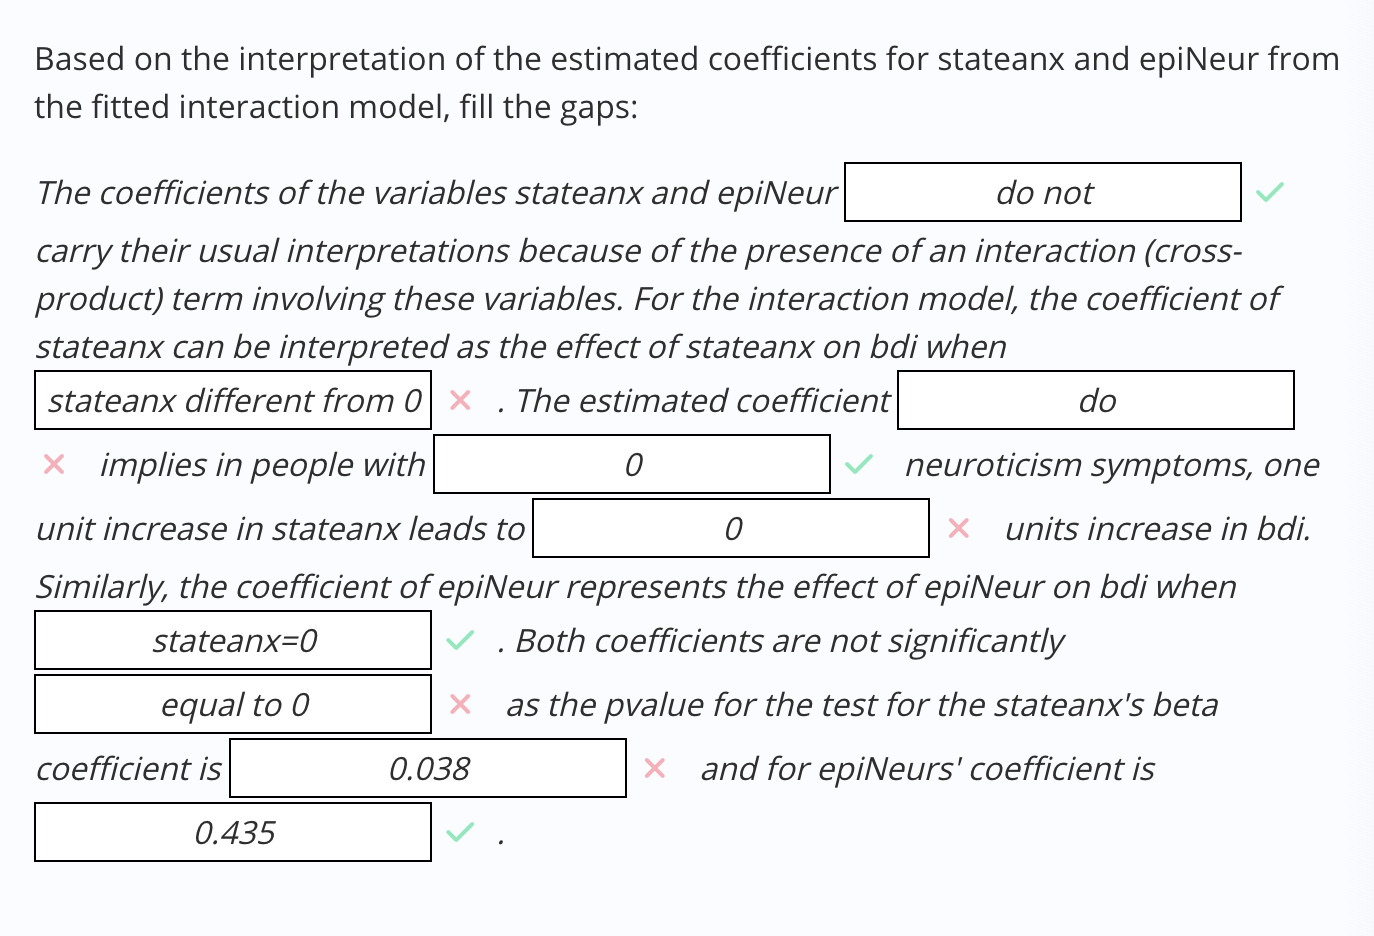 Based on the interpretation of the estimated coefficients for stateanx and epiNeur from
the fitted interaction model, fill the gaps:
The coefficients of the variables stateanx and epiNeur do not
carry their usual interpretations because of the presence of an interaction (cross-
product) term involving these variables. For the interaction model, the coefficient of
stateanx can be interpreted as the effect of stateanx on bdi when
stateanx different from 0 . The estimated coefficient do
implies in people with 0 neuroticism symptoms, one
unit increase in stateanx leads to 0 units increase in bdi.
Similarly, the coefficient of epiNeur represents the effect of epiNeur on bdi when
stateanx=0 . Both coefficients are not significantly
equal to 0 as the pvalue for the test for the stateanx's beta
coefficient is 0.038 and for epiNeurs' coefficient is
0.435 .